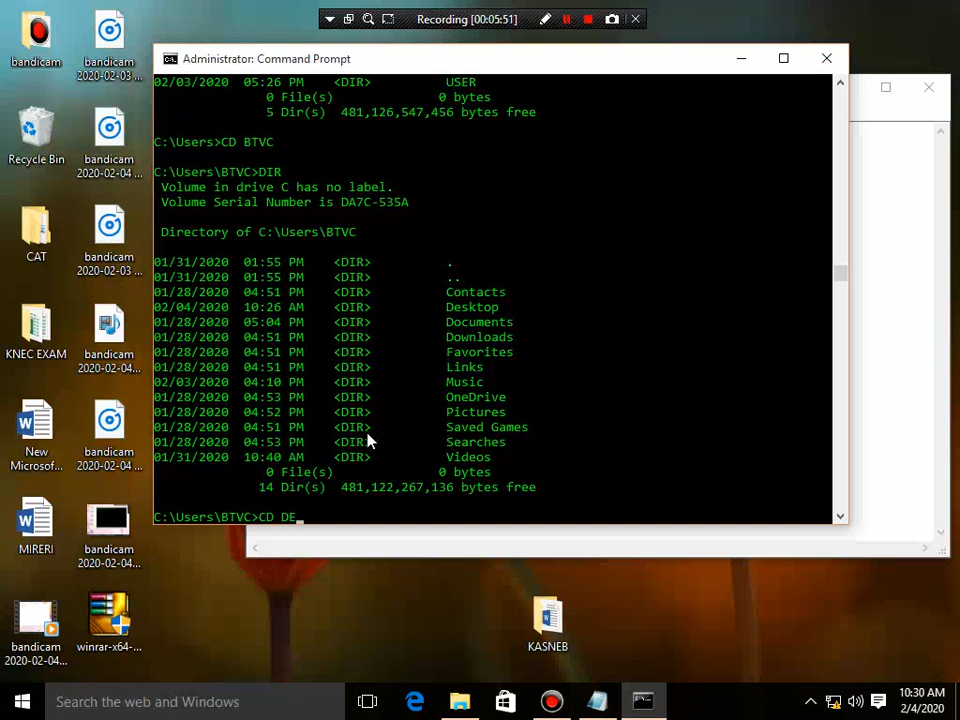 Recording [00:05:51]
bandicam
bandicam
2020-02-03 ...
Recycle Bin
bandicam
2020-02-04 ...
CAT
bandicam
2020-02-03 ...
KNEC EXAM
bandicam
2020-02-04...
New
Microsof...
bandicam
2020-02-04 ...
MIRERI
bandicam
2020-02-04...
bandicam
2020-02-04...
winrar-x64-...
KASNEB
Administrator: Command Prompt
02/03/2020  05:26 PM    <DIR>          USER
0 File(s)              0 bytes
5 Dir(s)  481,126,547,456 bytes free
C:\Users>CD BTVC
C:\Users\BTVC>DIR
Volume in drive C has no label.
Volume Serial Number is DA7C-535A
Directory of C:\Users\BTVC
01/31/2020  01:55 PM    <DIR>          .
01/31/2020  01:55 PM    <DIR>          ..
01/28/2020  04:51 PM    <DIR>          Contacts
02/04/2020  10:26 AM    <DIR>          Desktop
01/28/2020  05:04 PM    <DIR>          Documents
01/28/2020  04:51 PM    <DIR>          Downloads
01/28/2020  04:51 PM    <DIR>          Favorites
01/28/2020  04:51 PM    <DIR>          Links
02/03/2020  04:10 PM    <DIR>          Music
01/28/2020  04:53 PM    <DIR>          OneDrive
01/28/2020  04:52 PM    <DIR>          Pictures
01/28/2020  04:51 PM    <DIR>          Saved Games
01/28/2020  04:53 PM    <DIR>          Searches
01/31/2020  10:40 AM    <DIR>          Videos
0 File(s)              0 bytes
14 Dir(s)  481,122,267,136 bytes free
C:\Users\BTVC>CD DE_
Search the web and Windows
10:30 AM
2/4/2020